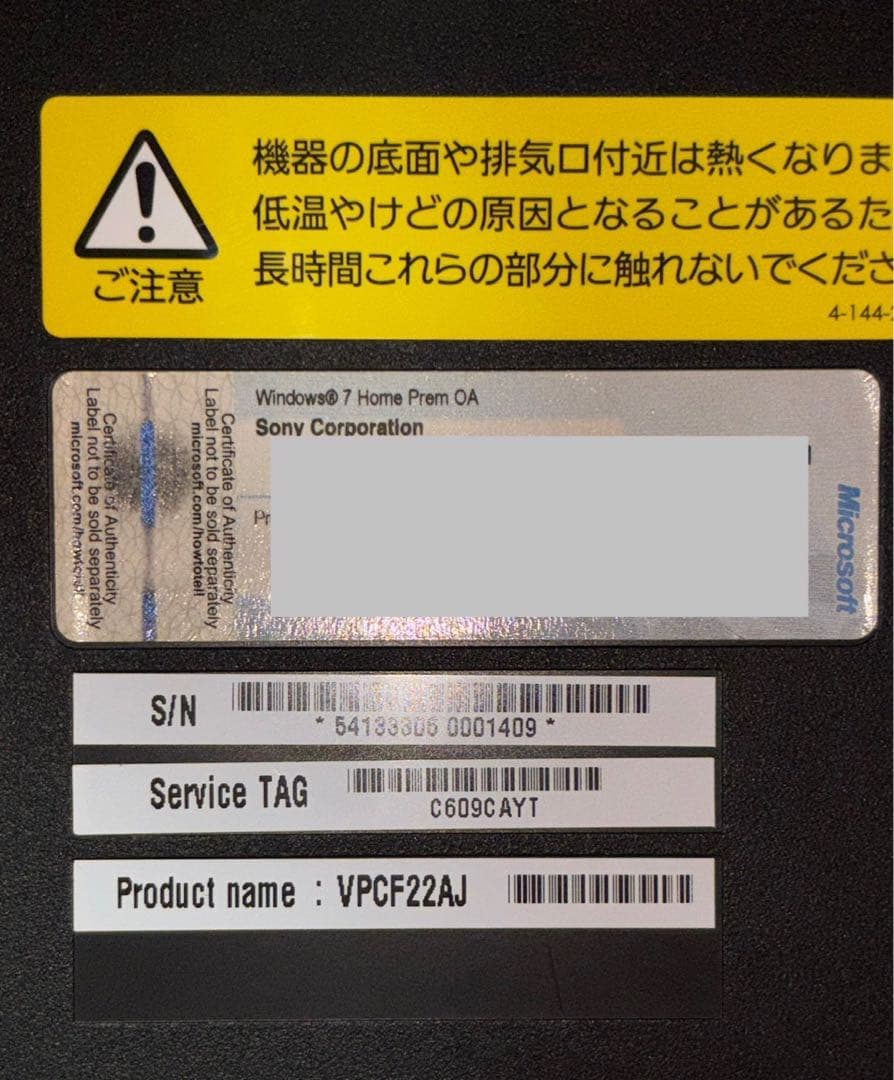 機器の底面や排気口付近は熱くなりま
低温やけどの原因となることがあるた
長時間これらの部分に触れないでくださ
ご注意
4-144-
Windows® 7 Home Prem OA
Sony Corporation
Certificate of Authenticity
Label not to be sold separately
microsoft.com/howtotell
Certificate of Authenticity
Label not to be sold separately
microsoft.com/howtotell
Microsoft
S/N
* 54133306 0001409 *
Service TAG
C609CAYT
Product name : VPCF22AJ